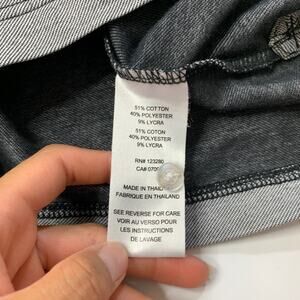 51% COTTON
40% POLYESTER
9% LYCRA
51% COTON
40% POLYESTER
9% LYCRA
RN# 123280
CA#
MADE IN
FABRIQUE EN THAILAND
SEE REVERSE FOR CARE
VOIR AU VERSO POUR
LES INSTRUCTIONS
DE LAVAGE